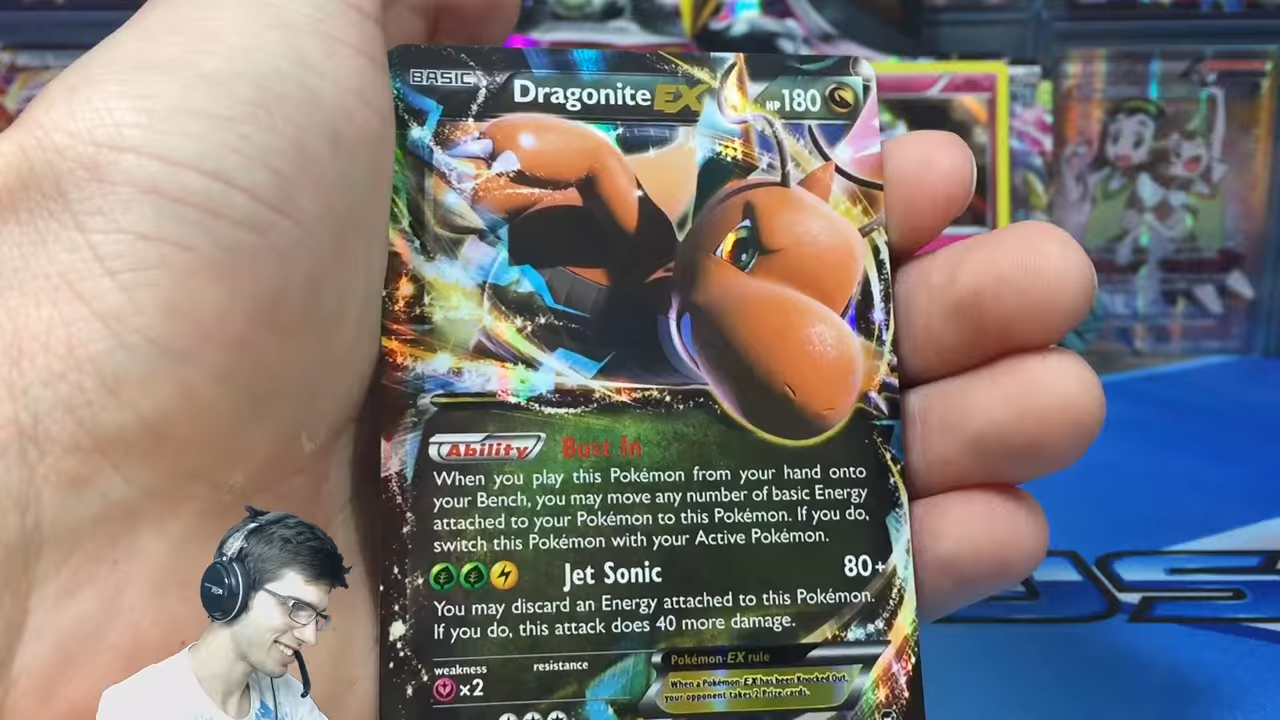 BASIC
Dragonite EX HP 180
Ability Bust In
When you play this Pokémon from your hand onto
your Bench, you may move any number of basic Energy
attached to your Pokémon to this Pokémon. If you do,
switch this Pokémon with your Active Pokémon.
Jet Sonic 80+
You may discard an Energy attached to this Pokémon.
If you do, this attack does 40 more damage.
weakness resistance
×2
Pokémon-EX rule
When a Pokémon-EX has been Knocked Out,
your opponent takes 2 Prize cards.